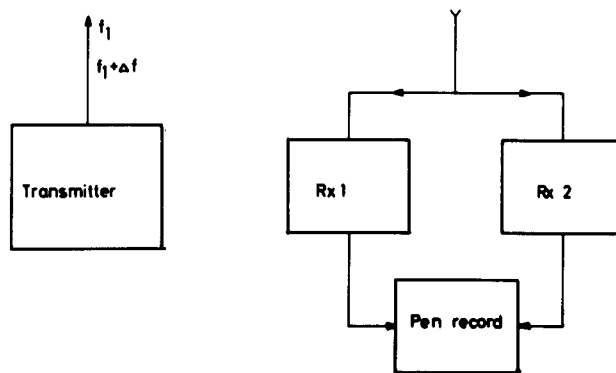 f₁
f₁+Δf
Transmitter
Rx 1
Rx 2
Pen record